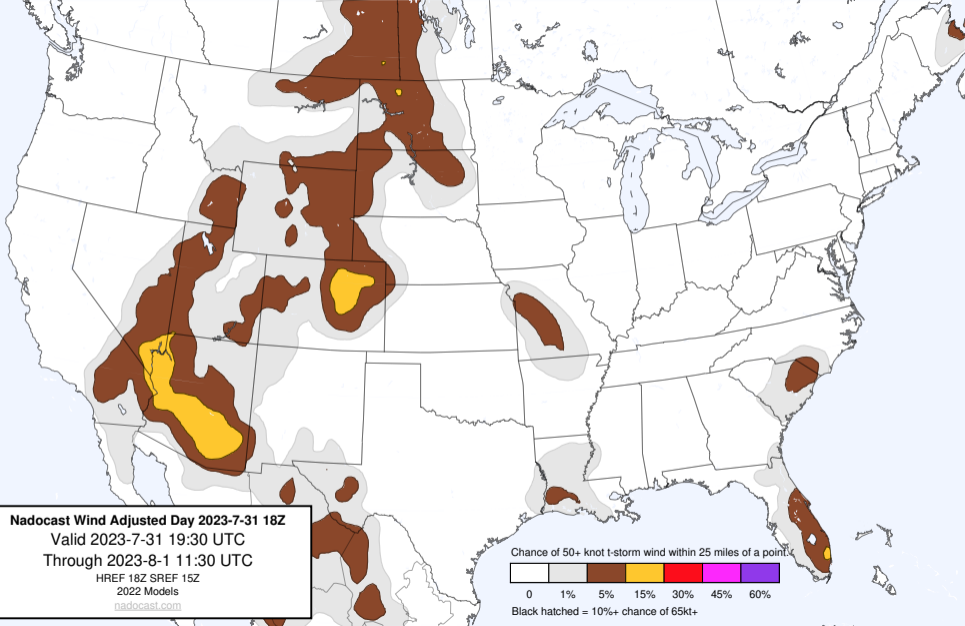 Nadocast Wind Adjusted Day 2023-7-31 18Z
Valid 2023-7-31 19:30 UTC
Through 2023-8-1 11:30 UTC
HREF 18Z SREF 15Z
2022 Models
nadocast.com
Chance of 50+ knot t-storm wind within 25 miles of a point.
0 1% 5% 15% 30% 45% 60%
Black hatched = 10%+ chance of 65kt+